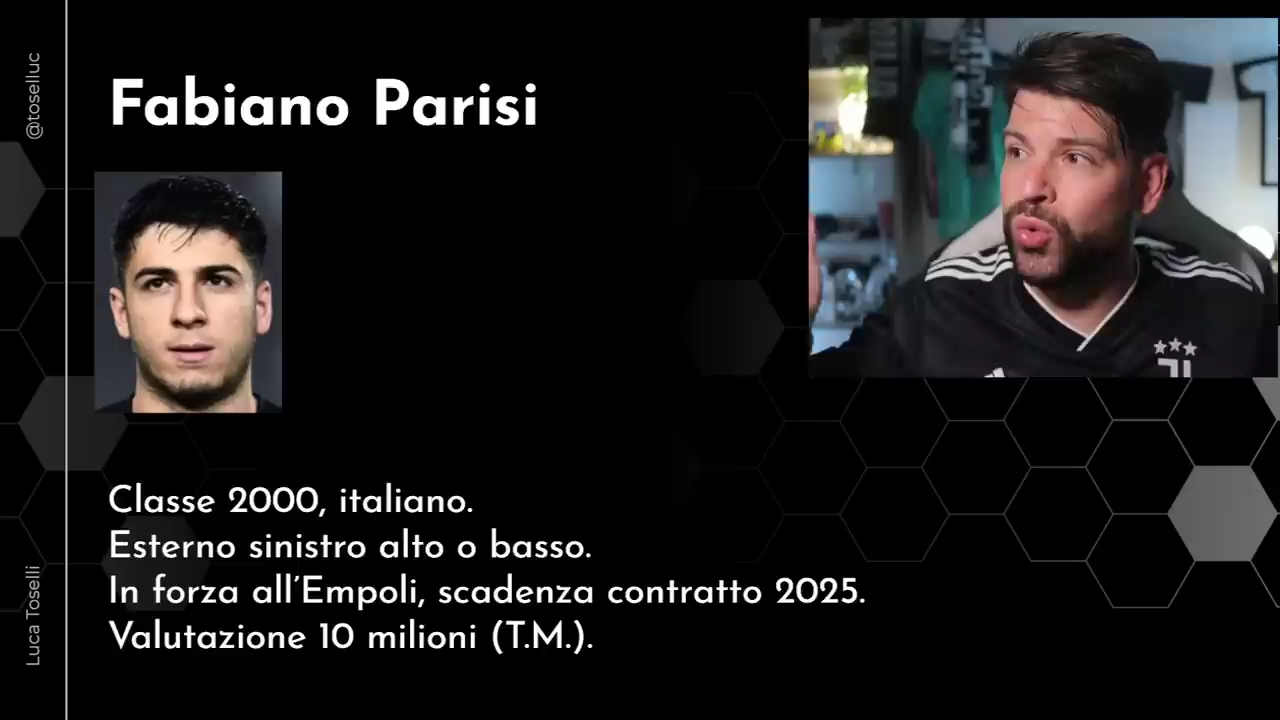 @toselluc
Luca Toselli
Fabiano Parisi
Classe 2000, italiano.
Esterno sinistro alto o basso.
In forza all'Empoli, scadenza contratto 2025.
Valutazione 10 milioni (T.M.).